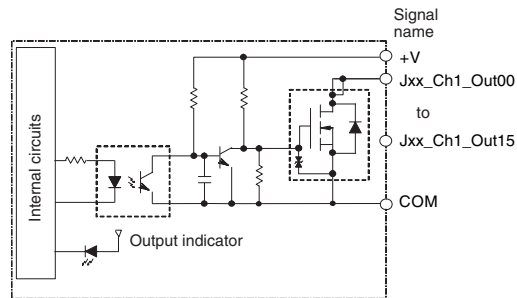 Signal
name
+V
Jxx_Ch1_Out00
to
Jxx_Ch1_Out15
COM
Internal circuits
Output indicator